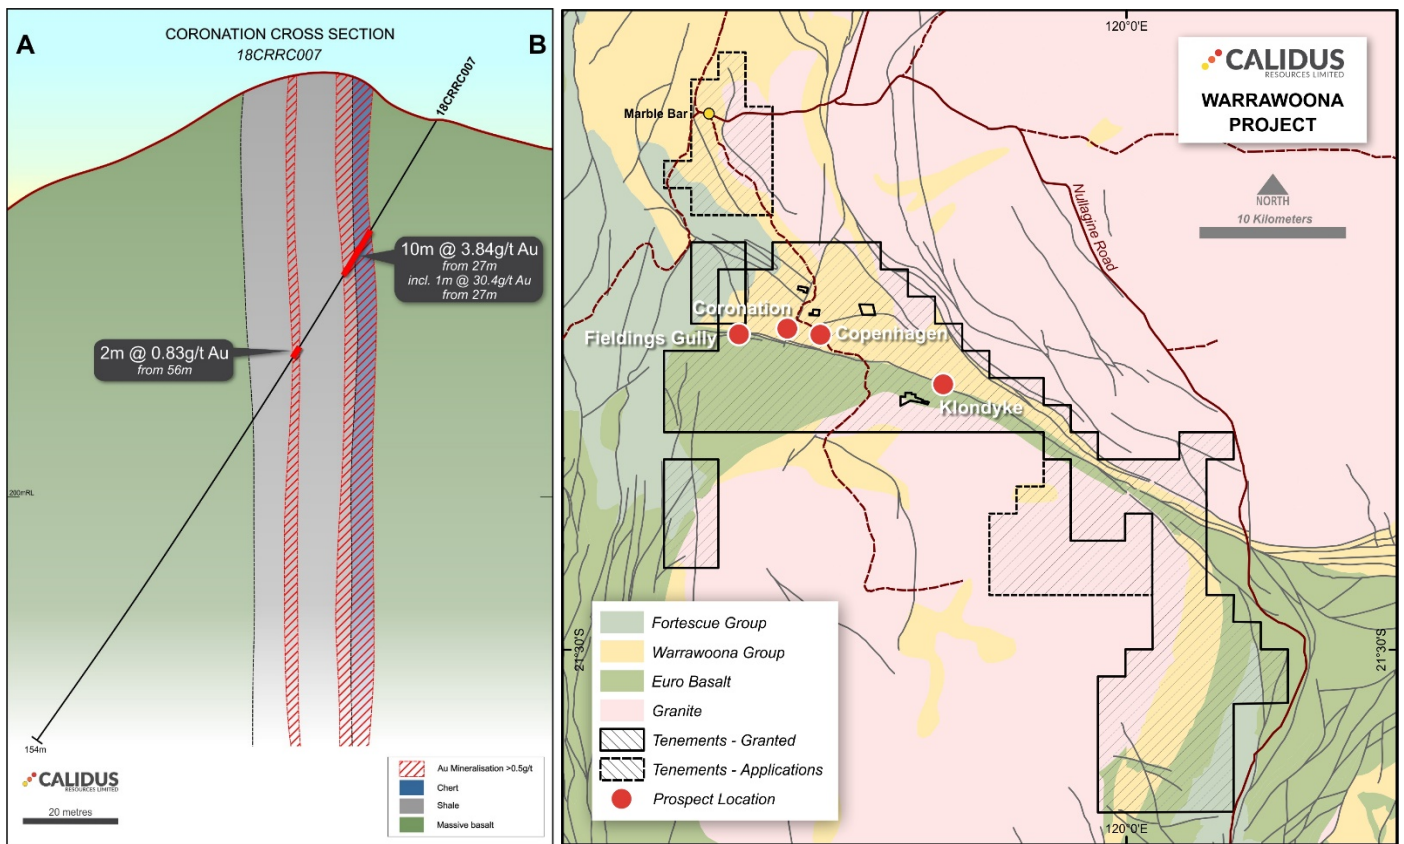 A
CORONATION CROSS SECTION
18CRRC007
B
18CRRC007
10m @ 3.84g/t Au
from 27m
incl. 1m @ 30.4g/t Au
from 27m
2m @ 0.83g/t Au
from 56m
200mRL
154m
CALIDUS
RESOURCES LIMITED
20 metres
Au Mineralisation >0.5g/t
Chert
Shale
Massive basalt
120°0'E
CALIDUS
RESOURCES LIMITED
WARRAWOONA
PROJECT
NORTH
10 Kilometers
Marble Bar
Nullagine Road
Coronation
Fieldings Gully
Copenhagen
Klondyke
21°30'S
21°30'S
Fortescue Group
Warrawoona Group
Euro Basalt
Granite
Tenements - Granted
Tenements - Applications
Prospect Location
120°0'E